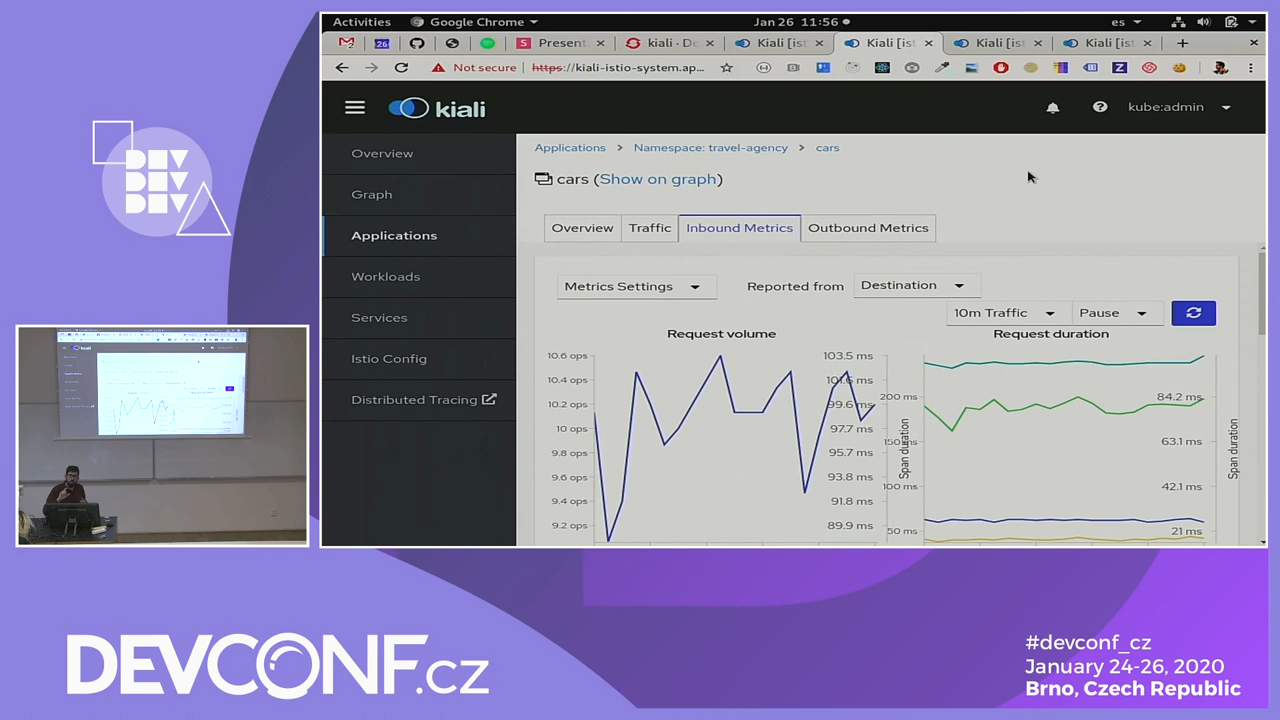 Activities
Google Chrome
Jan 26 11:56
es
26
Present
kiali - De
Kiali [ist
Kiali [ist
Kiali [ist
Kiali [ist
Not secure
https://kiali-istio-system.ap...
kiali
kube:admin
Overview
Graph
Applications
Workloads
Services
Istio Config
Distributed Tracing
Applications > Namespace: travel-agency > cars
cars (Show on graph)
Overview
Traffic
Inbound Metrics
Outbound Metrics
Metrics Settings
Reported from
Destination
10m Traffic
Pause
Request volume
10.6 ops
10.4 ops
10.2 ops
10 ops
9.8 ops
9.6 ops
9.4 ops
9.2 ops
103.5 ms
101.6 ms
99.6 ms
97.7 ms
95.7 ms
93.8 ms
91.8 ms
89.9 ms
Span duration
Request duration
200 ms
150 ms
100 ms
50 ms
84.2 ms
63.1 ms
42.1 ms
21 ms
Span duration
DEV
DEV
DEV
DEVCONF.cz
#devconf_cz
January 24-26, 2020
Brno, Czech Republic